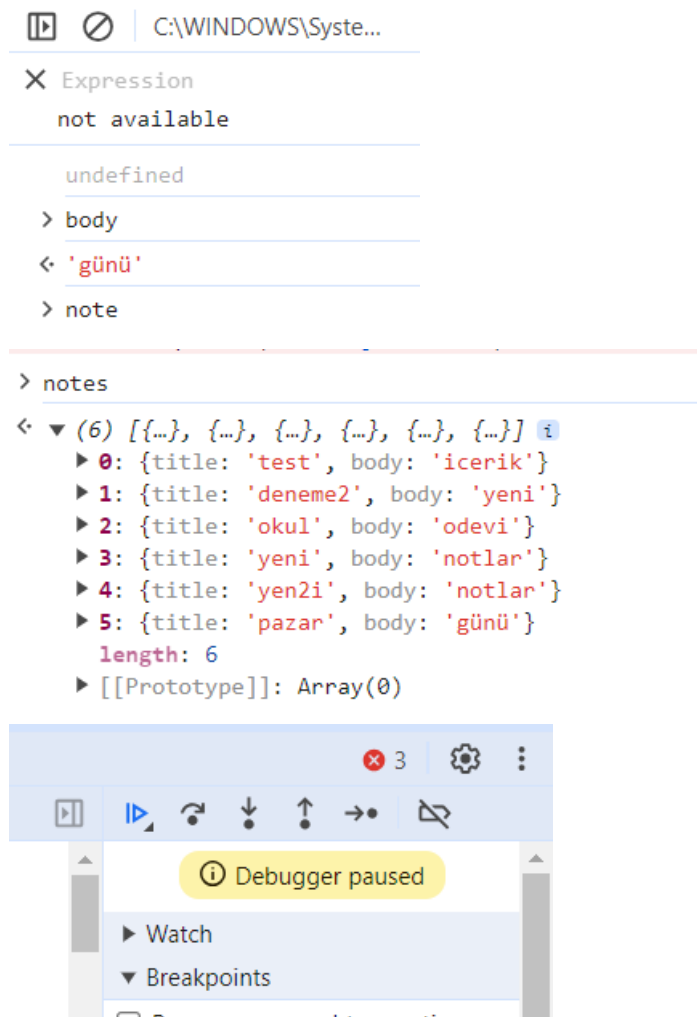 C:\WINDOWS\Syste...
Expression
not available
undefined
body
'günü'
note
notes
(6) [{…}, {…}, {…}, {…}, {…}, {…}] i
0: {title: 'test', body: 'icerik'}
1: {title: 'deneme2', body: 'yeni'}
2: {title: 'okul', body: 'odevi'}
3: {title: 'yeni', body: 'notlar'}
4: {title: 'yen2i', body: 'notlar'}
5: {title: 'pazar', body: 'günü'}
length: 6
[[Prototype]]: Array(0)
3
Debugger paused
Watch
Breakpoints